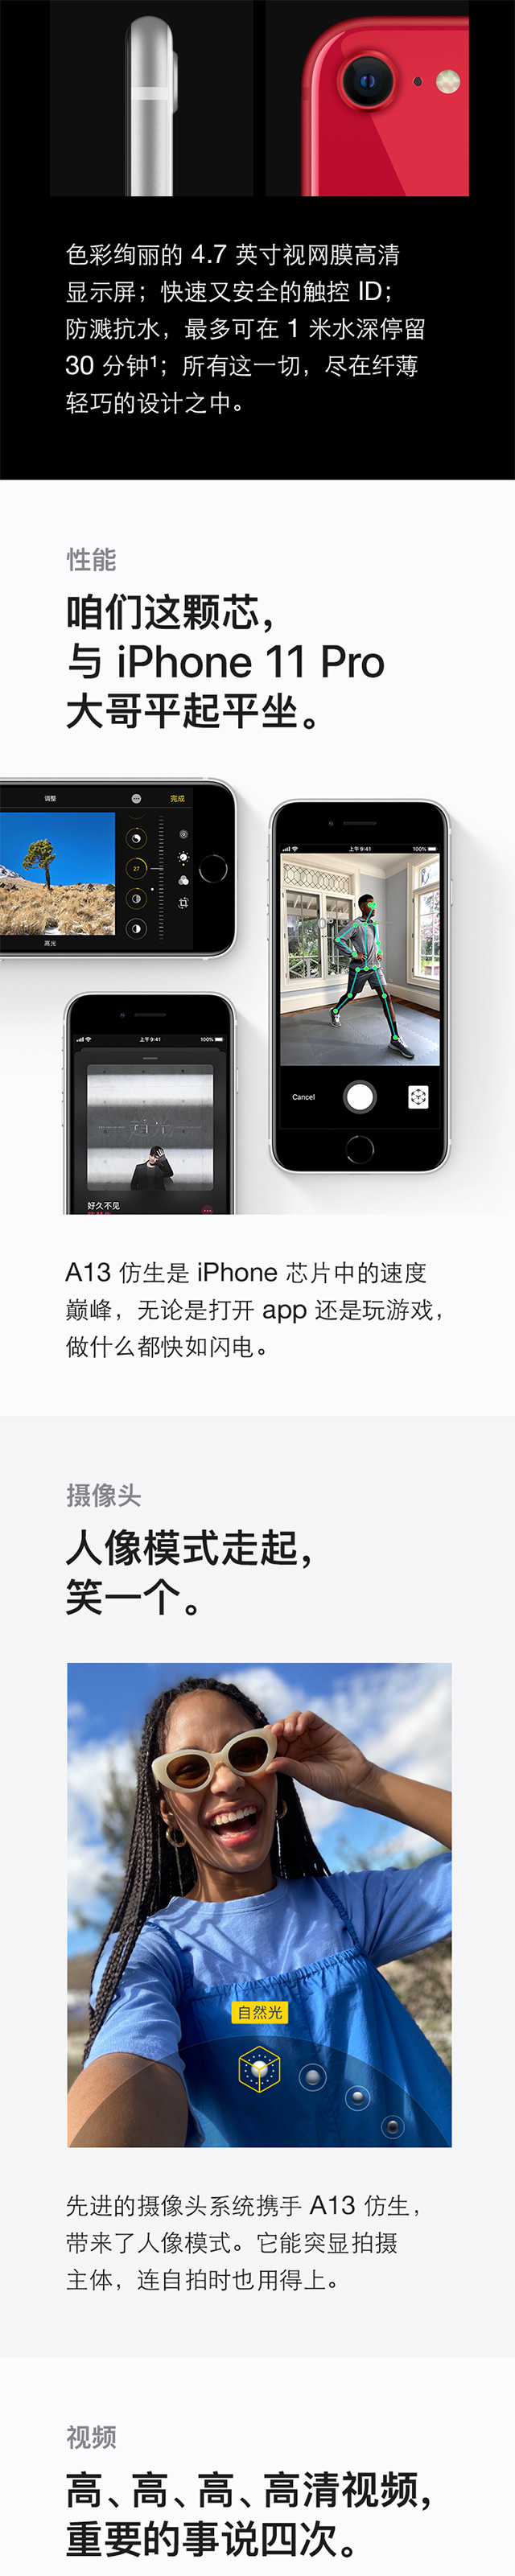 色彩绚丽的 4.7 英寸视网膜高清
显示屏；快速又安全的触控 ID；
防溅抗水，最多可在 1 米水深停留
30 分钟¹；所有这一切，尽在纤薄
轻巧的设计之中。
性能
咱们这颗芯，
与 iPhone 11 Pro
大哥平起平坐。
调整
完成
27
高光
上午9:41
100%
Cancel
上午9:41
100%
好久不见
A13 仿生是 iPhone 芯片中的速度
巅峰，无论是打开 app 还是玩游戏，
做什么都快如闪电。
摄像头
人像模式走起，
笑一个。
自然光
先进的摄像头系统携手 A13 仿生，
带来了人像模式。它能突显拍摄
主体，连自拍时也用得上。
视频
高、高、高、高清视频，
重要的事说四次。